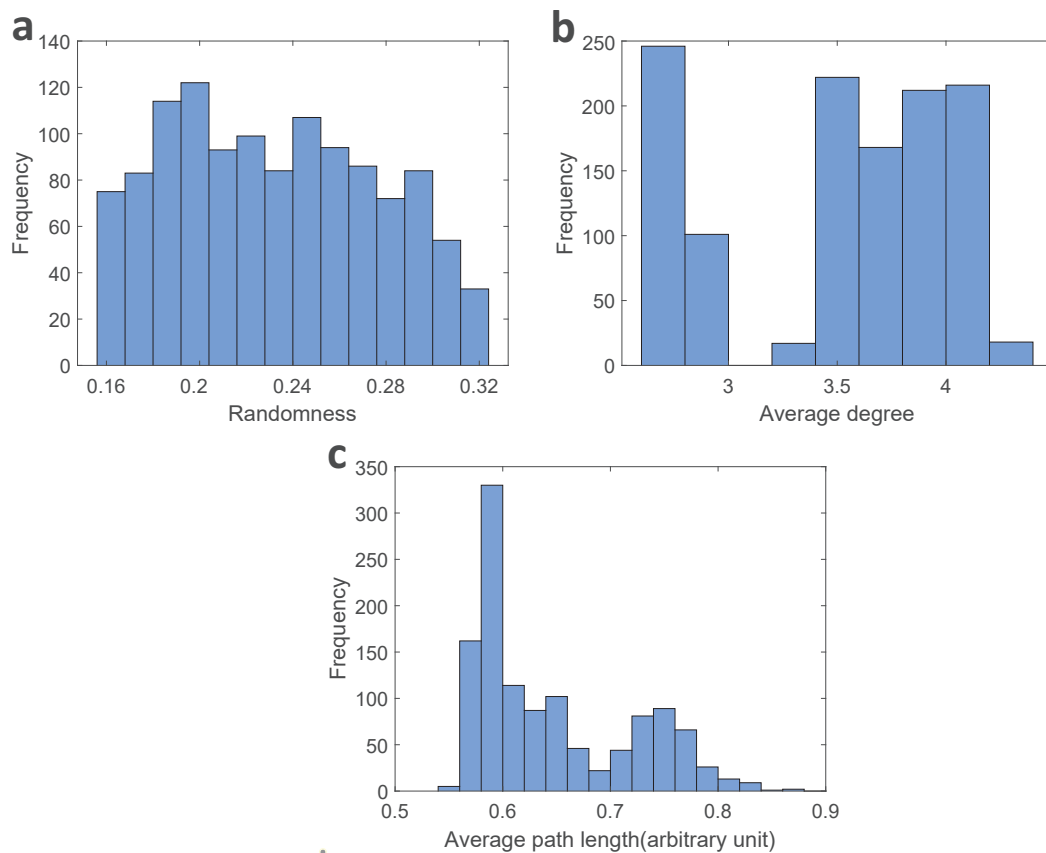 a
140
120
100
80
60
40
20
0
Frequency
0.16 0.2 0.24 0.28 0.32
Randomness
b
250
200
150
100
50
0
Frequency
3 3.5 4
Average degree
c
350
300
250
200
150
100
50
0
Frequency
0.5 0.6 0.7 0.8 0.9
Average path length(arbitrary unit)